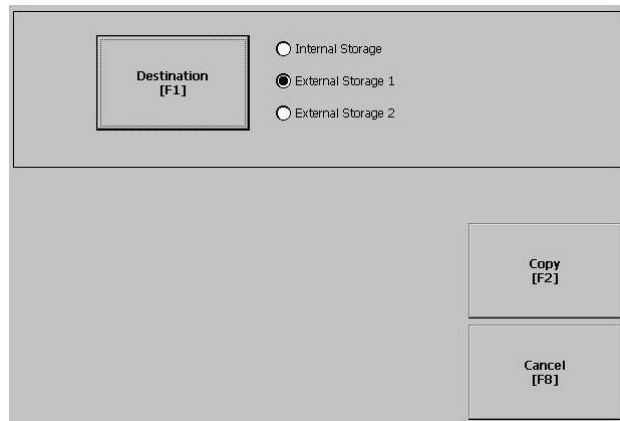 Destination
[F1]
Internal Storage
External Storage 1
External Storage 2
Copy
[F2]
Cancel
[F8]